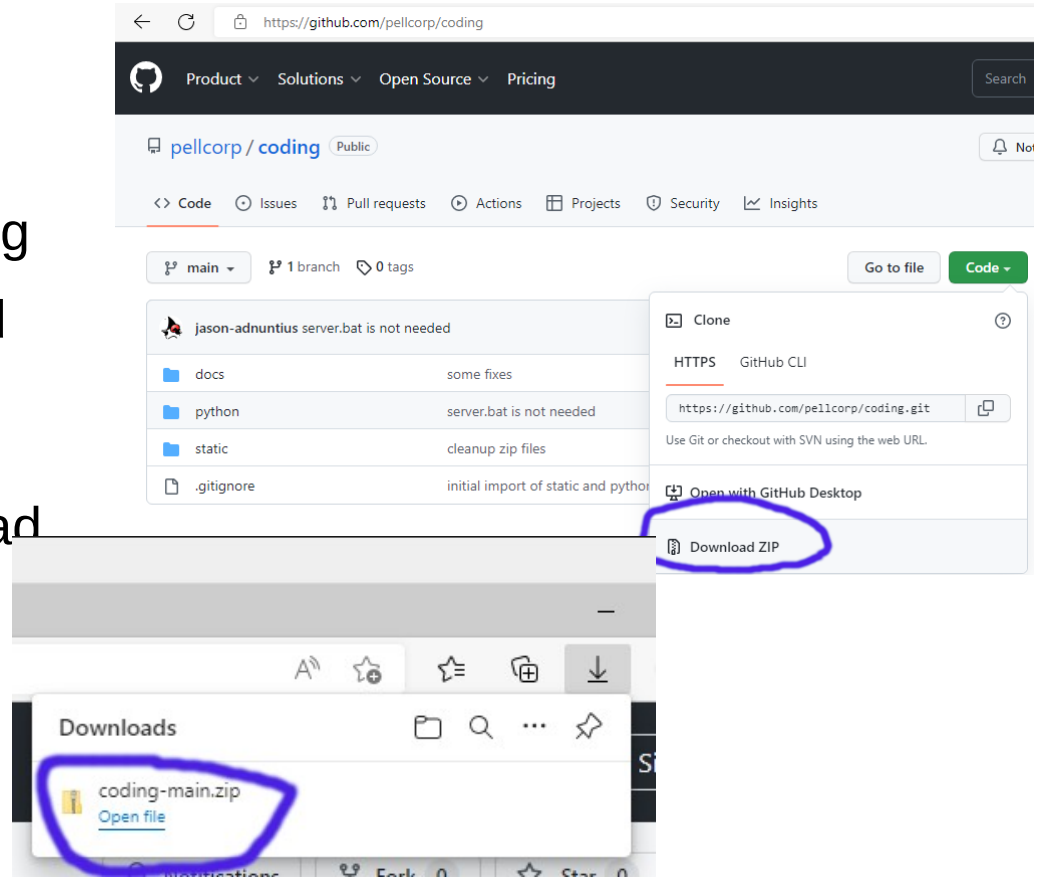 https://github.com/pellcorp/coding
Product Solutions Open Source Pricing
Search
pellcorp / coding Public
Not
<> Code Issues Pull requests Actions Projects Security Insights
g
main 1 branch 0 tags Go to file Code
jason-adnuntius server.bat is not needed
docs some fixes
python server.bat is not needed
static cleanup zip files
.gitignore initial import of static and python
Clone
HTTPS GitHub CLI
https://github.com/pellcorp/coding.git
Use Git or checkout with SVN using the web URL.
Open with GitHub Desktop
Download ZIP
ad
A
Downloads
Si
coding-main.zip
Open file
Notifications Fork 0 Star 0